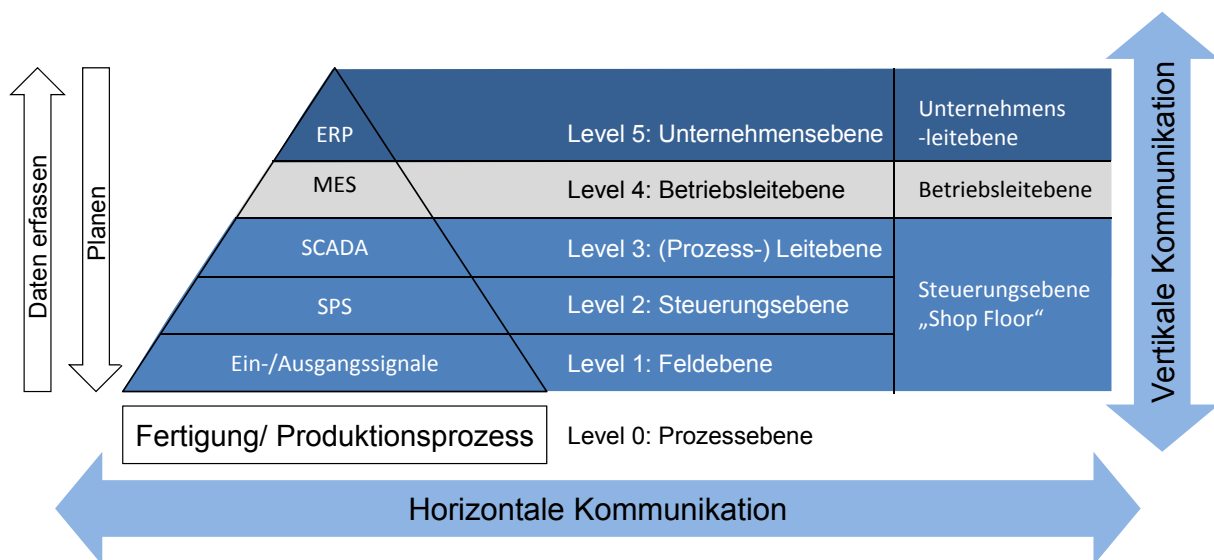 Daten erfassen
Planen
ERP
Level 5: Unternehmensebene
Unternehmens
-leitebene
MES
Level 4: Betriebsleitebene
Betriebsleitebene
SCADA
Level 3: (Prozess-) Leitebene
SPS
Level 2: Steuerungsebene
Steuerungsebene
„Shop Floor“
Ein-/Ausgangssignale
Level 1: Feldebene
Fertigung/ Produktionsprozess
Level 0: Prozessebene
Vertikale Kommunikation
Horizontale Kommunikation